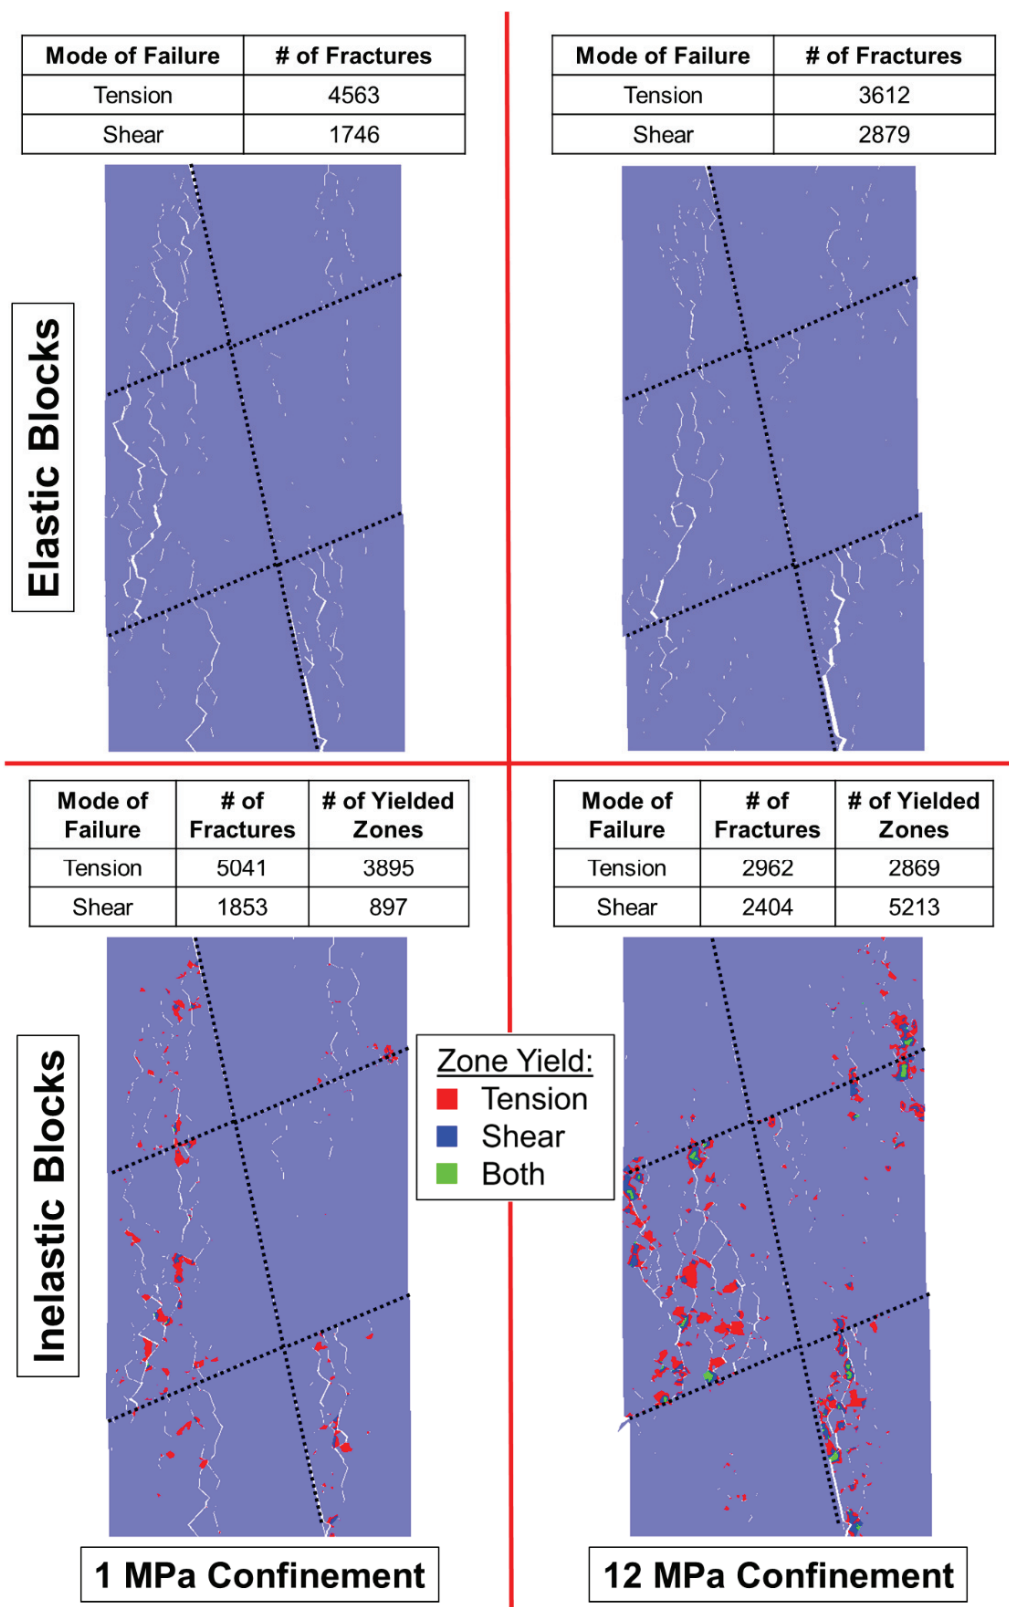 Mode of Failure # of Fractures
Tension 4563
Shear 1746
Mode of Failure # of Fractures
Tension 3612
Shear 2879
Elastic Blocks
Mode of Failure # of Fractures # of Yielded Zones
Tension 5041 3895
Shear 1853 897
Mode of Failure # of Fractures # of Yielded Zones
Tension 2962 2869
Shear 2404 5213
Inelastic Blocks
Zone Yield:
Tension
Shear
Both
1 MPa Confinement
12 MPa Confinement